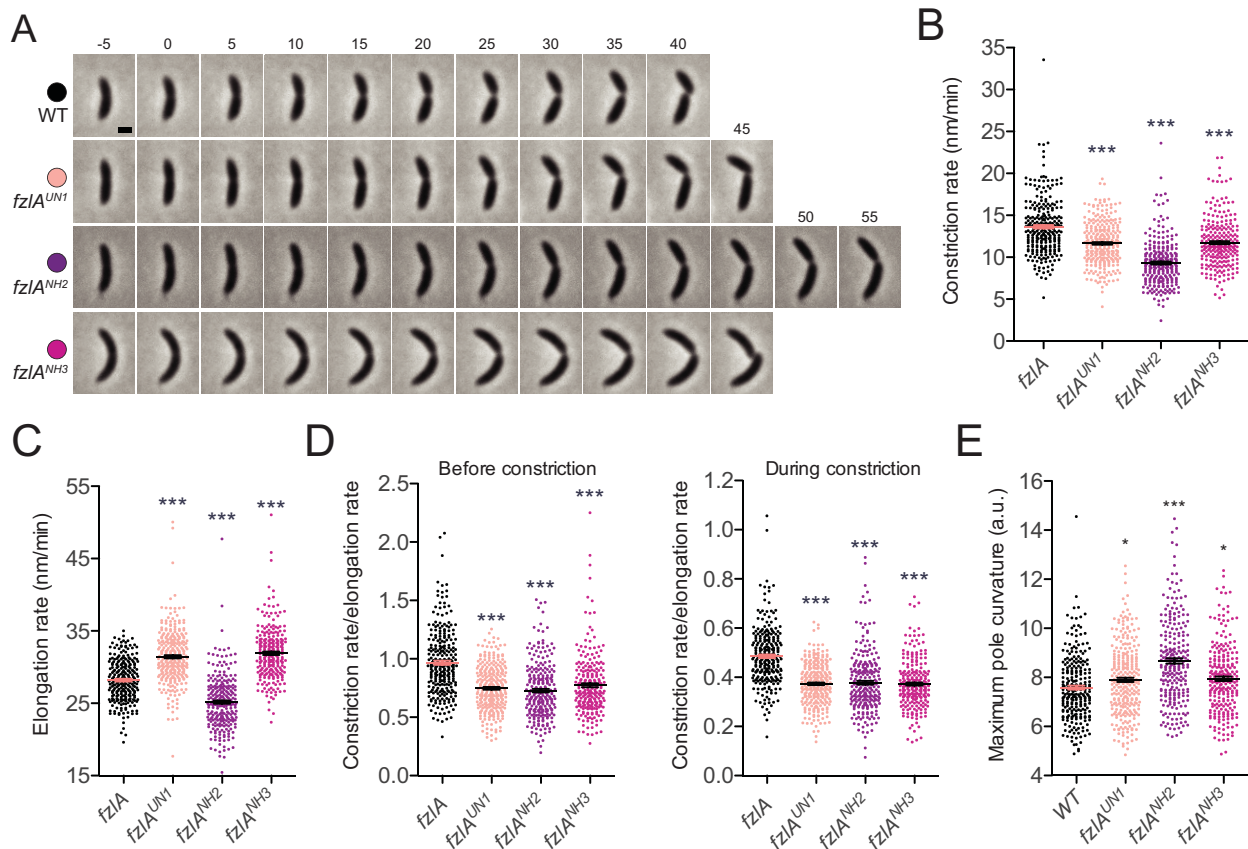 A
-5 0 5 10 15 20 25 30 35 40
WT
45
fzlA^UN1
50 55
fzlA^NH2
fzlA^NH3
B
Constriction rate (nm/min)
35
30
25
20
15
10
5
0
***
***
***
fzlA
fzlA^UN1
fzlA^NH2
fzlA^NH3
C
Elongation rate (nm/min)
55
45
35
25
15
***
***
***
fzlA
fzlA^UN1
fzlA^NH2
fzlA^NH3
D
Before constriction
Constriction rate/elongation rate
2.5
2.0
1.5
1.0
0.5
0.0
***
***
***
fzlA
fzlA^UN1
fzlA^NH2
fzlA^NH3
During constriction
Constriction rate/elongation rate
1.2
1.0
0.8
0.6
0.4
0.2
0.0
***
***
***
fzlA
fzlA^UN1
fzlA^NH2
fzlA^NH3
E
Maximum pole curvature (a.u.)
16
14
12
10
8
6
4
*
***
*
WT
fzlA^UN1
fzlA^NH2
fzlA^NH3